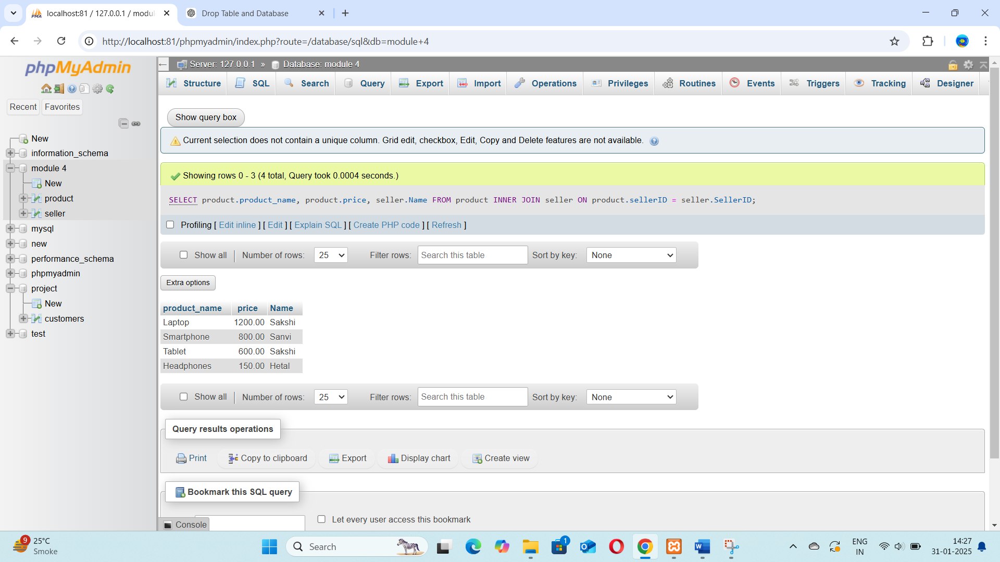 localhost:81 / 127.0.0.1 / modul
Drop Table and Database
http://localhost:81/phpmyadmin/index.php?route=/database/sql&db=module+4
phpMyAdmin
Recent
Favorites
New
information_schema
module 4
New
product
seller
mysql
new
performance_schema
phpmyadmin
project
New
customers
test
Server: 127.0.0.1 » Database: module 4
Structure SQL Search Query Export Import Operations Privileges Routines Events Triggers Tracking Designer
Show query box
Current selection does not contain a unique column. Grid edit, checkbox, Edit, Copy and Delete features are not available.
Showing rows 0 - 3 (4 total, Query took 0.0004 seconds.)
SELECT product.product_name, product.price, seller.Name FROM product INNER JOIN seller ON product.sellerID = seller.SellerID;
Profiling [ Edit inline ] [ Edit ] [ Explain SQL ] [ Create PHP code ] [ Refresh ]
Show all | Number of rows: 25 Filter rows: Search this table Sort by key: None
Extra options
product_name price Name
Laptop 1200.00 Sakshi
Smartphone 800.00 Sanvi
Tablet 600.00 Sakshi
Headphones 150.00 Hetal
Show all | Number of rows: 25 Filter rows: Search this table Sort by key: None
Query results operations
Print Copy to clipboard Export Display chart Create view
Bookmark this SQL query
Let every user access this bookmark
Console
9
25°C
Smoke
Search
1
ENG
IN
14:27
31-01-2025